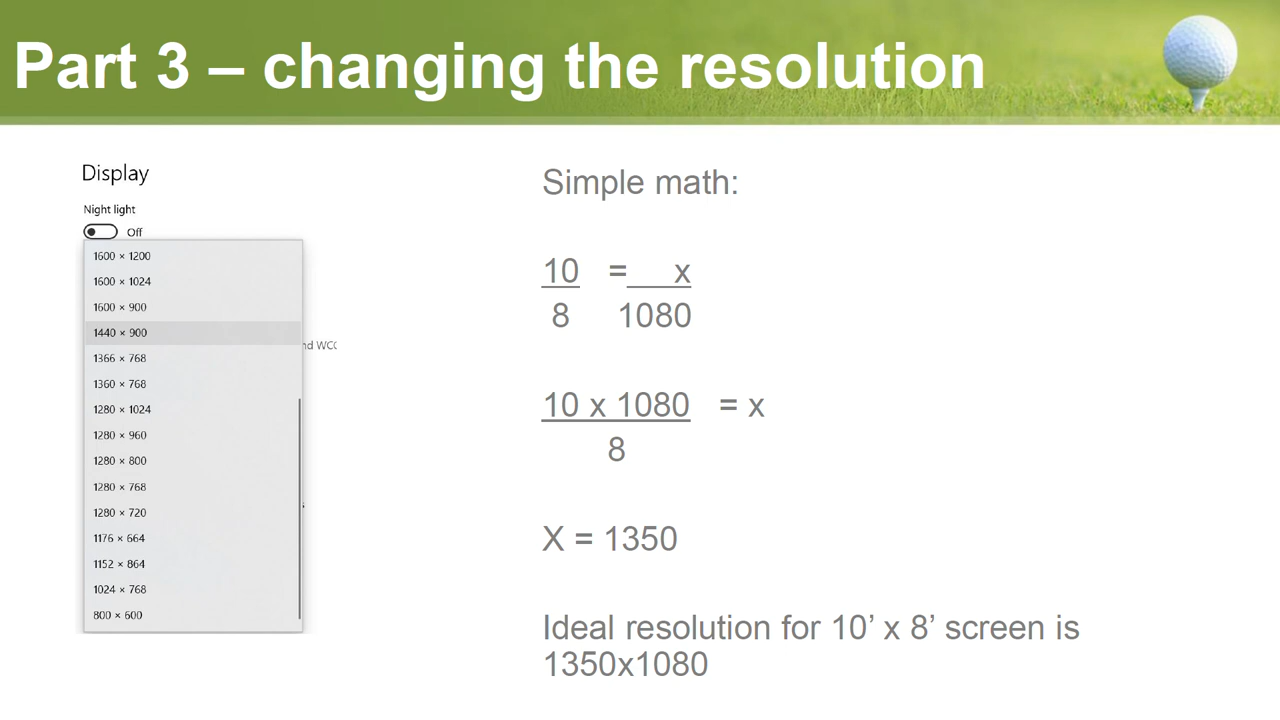 Part 3 – changing the resolution
Display
Night light
Off
1600 × 1200
1600 × 1024
1600 × 900
1440 × 900
1366 × 768
1360 × 768
1280 × 1024
1280 × 960
1280 × 800
1280 × 768
1280 × 720
1176 × 664
1152 × 864
1024 × 768
800 × 600
Simple math:
10 = x
8 1080
10 x 1080 = x
8
X = 1350
Ideal resolution for 10’ x 8’ screen is
1350x1080